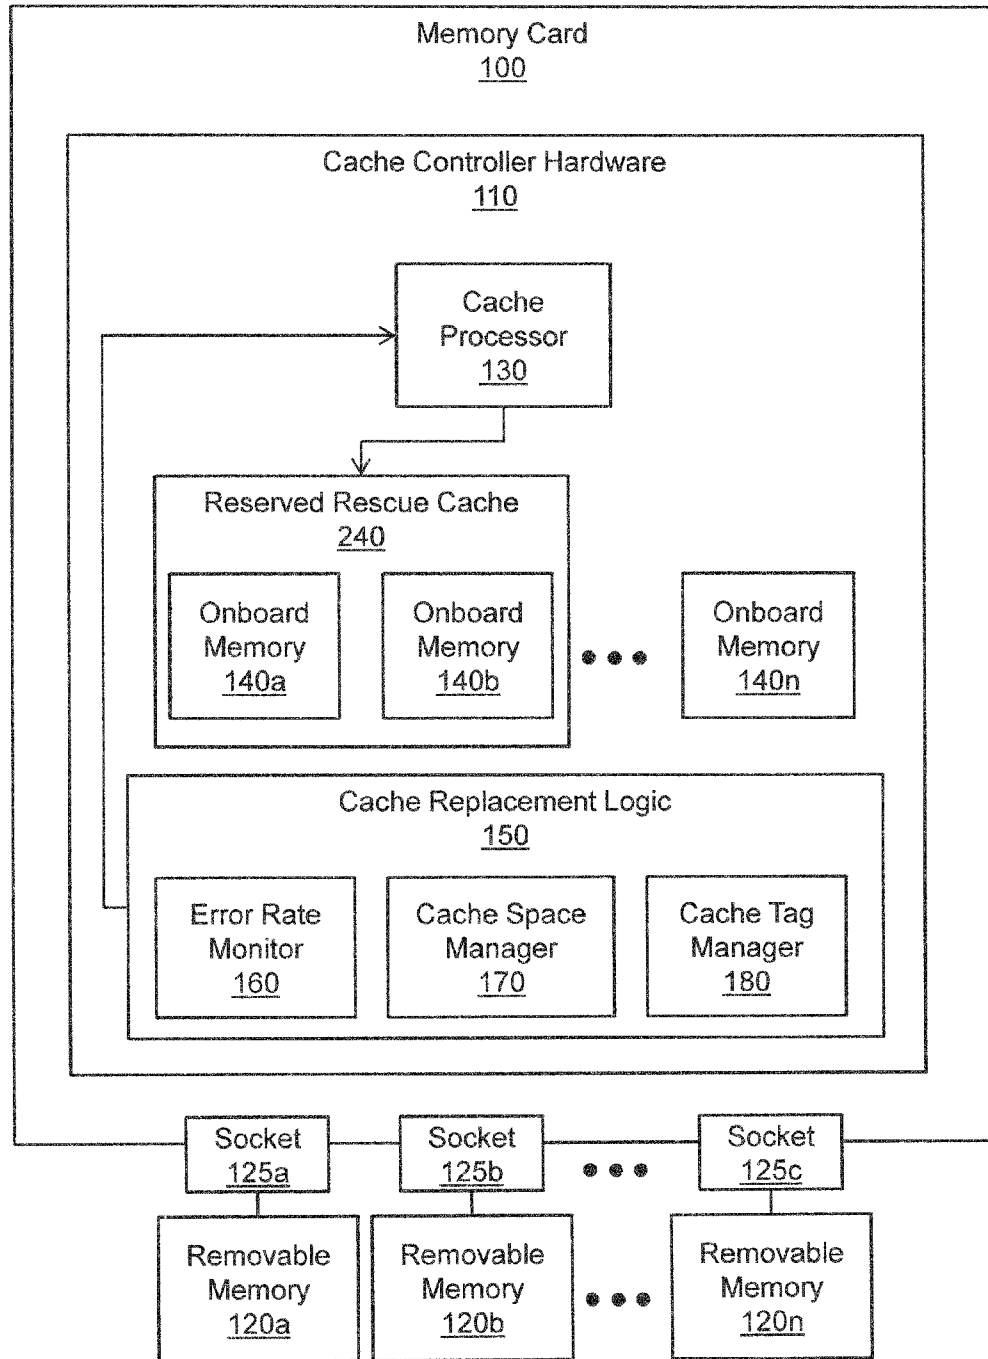 Memory Card
100
Cache Controller Hardware
110
Cache
Processor
130
Reserved Rescue Cache
240
Onboard
Memory
140a
Onboard
Memory
140b
Onboard
Memory
140n
Cache Replacement Logic
150
Error Rate
Monitor
160
Cache Space
Manager
170
Cache Tag
Manager
180
Socket
125a
Socket
125b
Socket
125c
Removable
Memory
120a
Removable
Memory
120b
Removable
Memory
120n